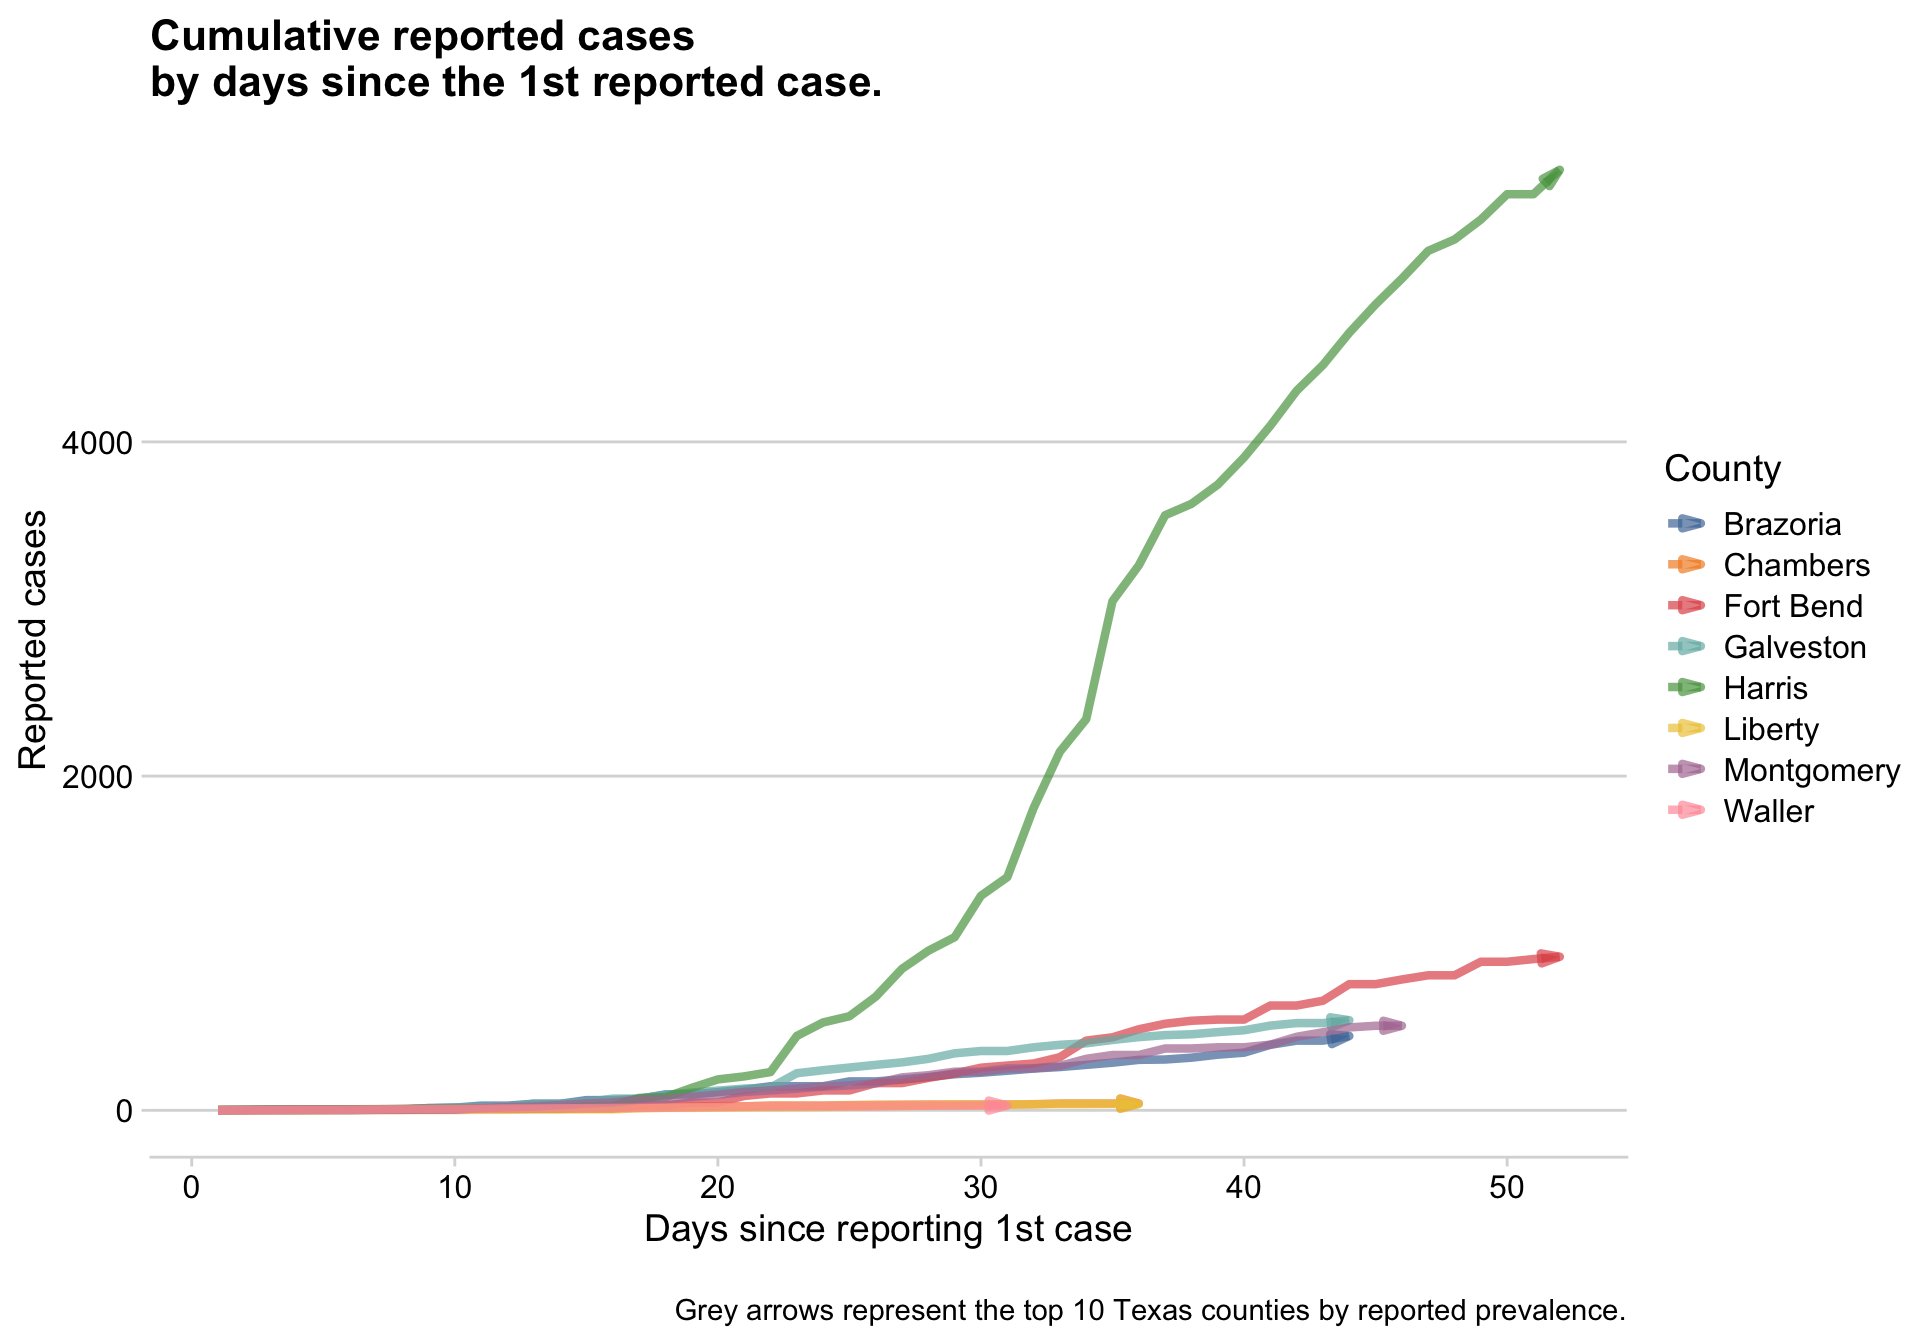 Cumulative reported cases
by days since the 1st reported case.
4000
2000
0
Reported cases
0 10 20 30 40 50
Days since reporting 1st case
County
Brazoria
Chambers
Fort Bend
Galveston
Harris
Liberty
Montgomery
Waller
Grey arrows represent the top 10 Texas counties by reported prevalence.